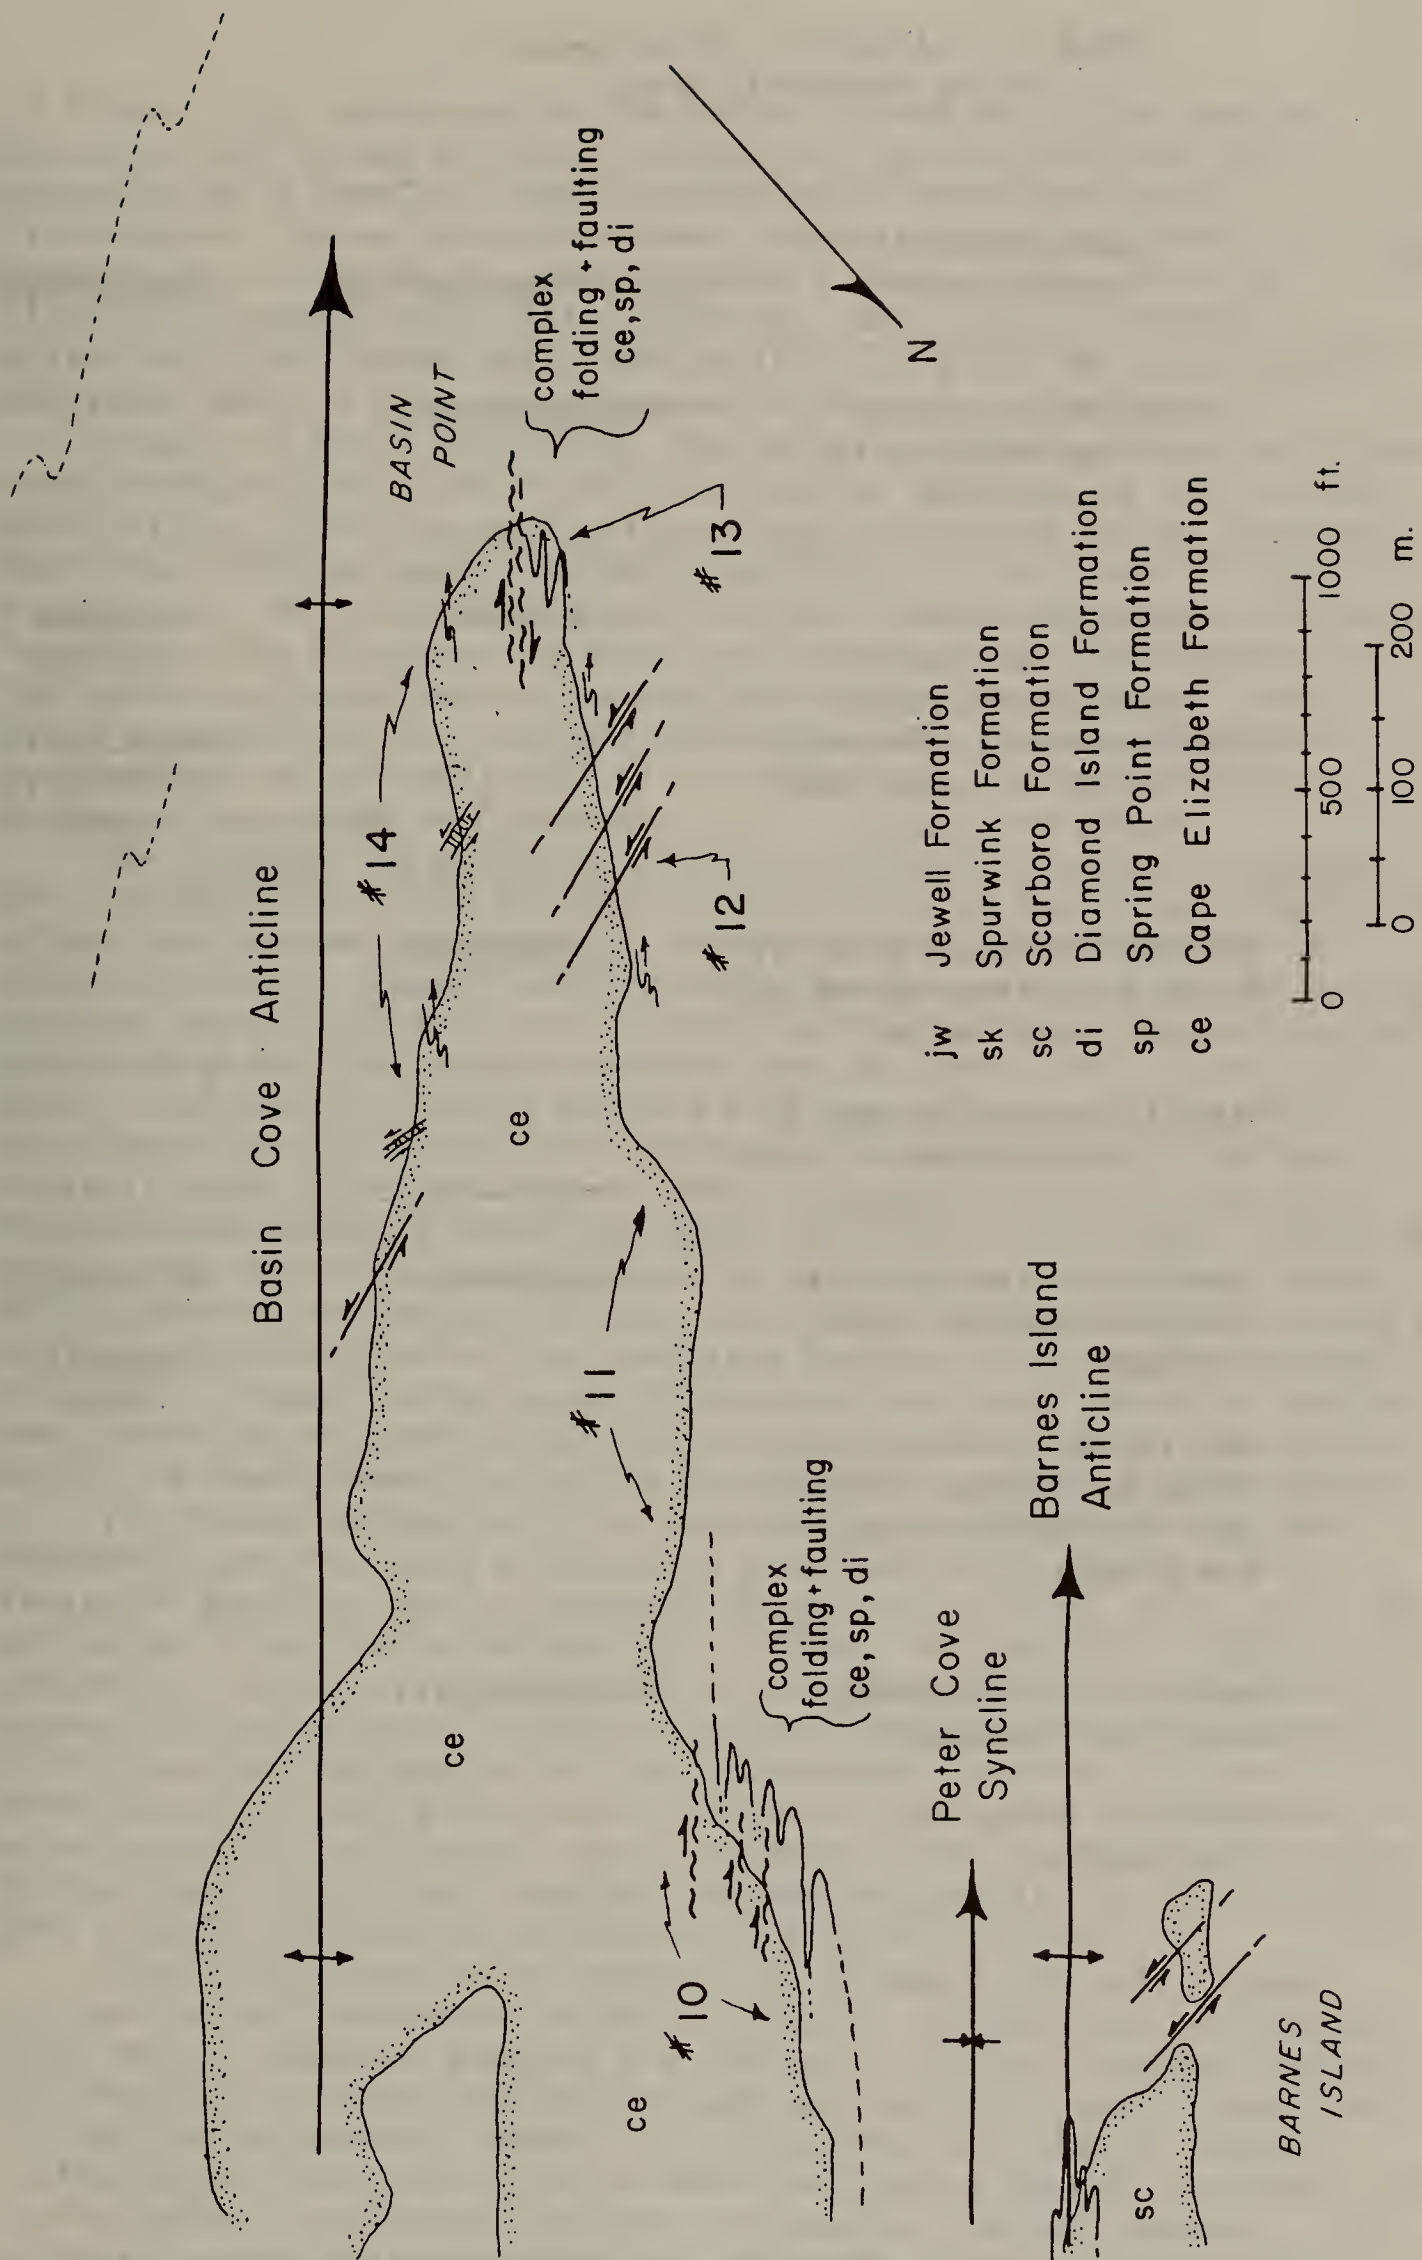 Basin Cove Anticline
BASIN
POINT
complex
folding + faulting
ce, sp, di
N
#14
#13
#12
#11
#10
ce
ce
ce
complex
folding + faulting
ce, sp, di
Peter Cove
Syncline
Barnes Island
Anticline
sc
BARNES
ISLAND
jw Jewell Formation
sk Spurwink Formation
sc Scarboro Formation
di Diamond Island Formation
sp Spring Point Formation
ce Cape Elizabeth Formation
0 500 1000 ft.
0 100 200 m.